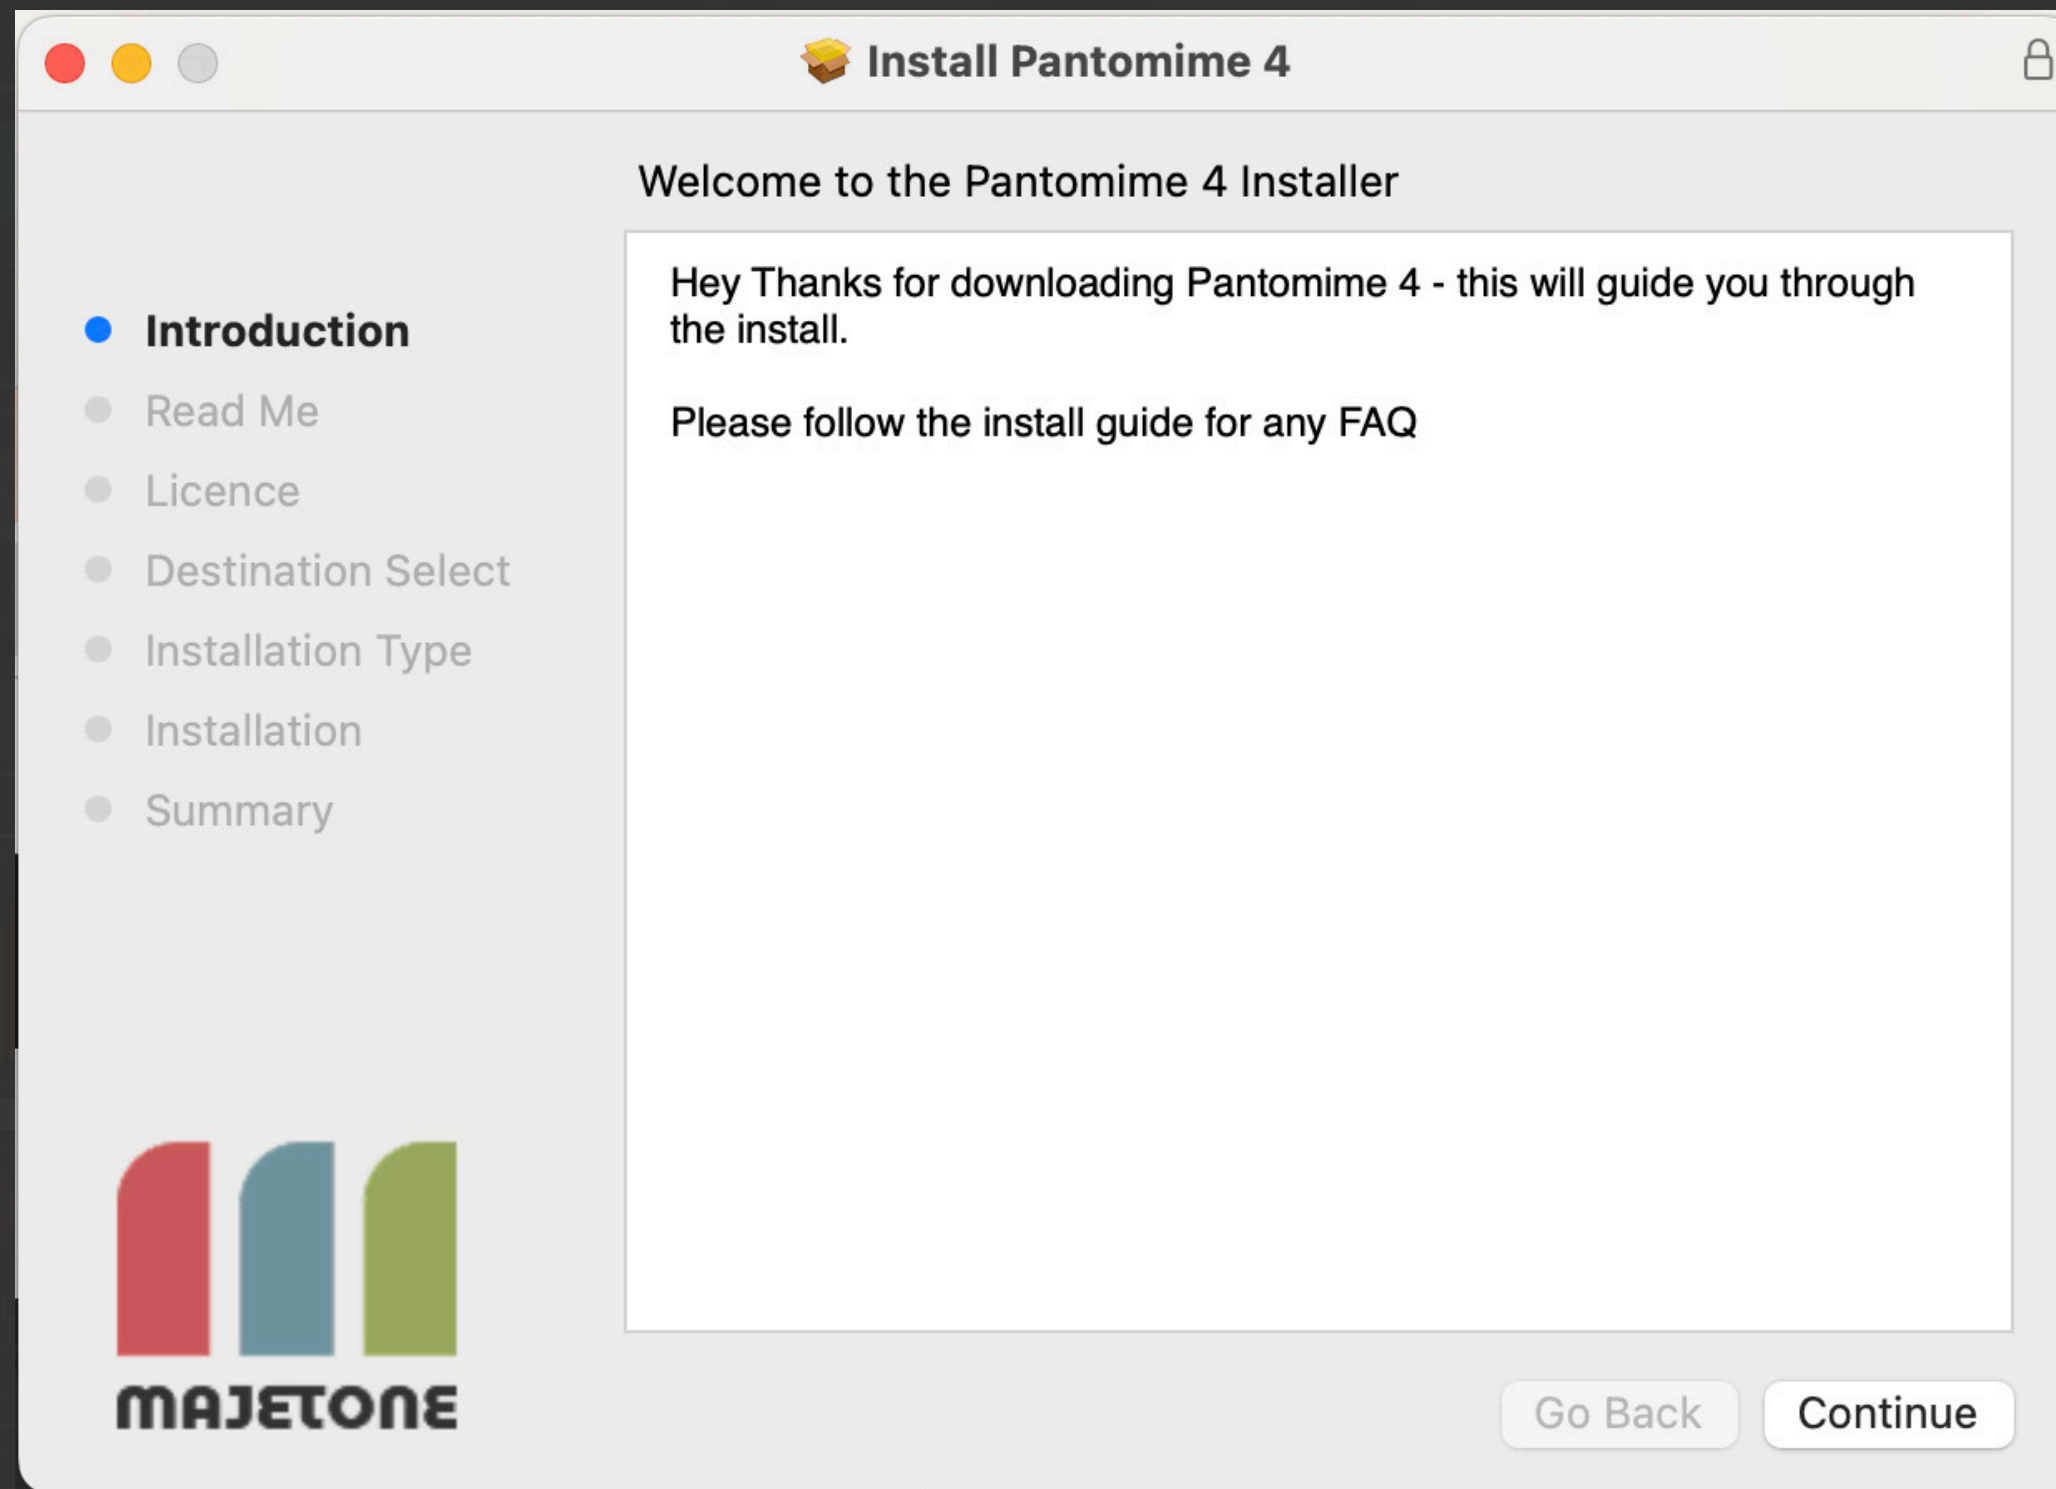 Install Pantomime 4
Welcome to the Pantomime 4 Installer
Introduction
Read Me
Licence
Destination Select
Installation Type
Installation
Summary
Hey Thanks for downloading Pantomime 4 - this will guide you through
the install.
Please follow the install guide for any FAQ
MAJETONE
Go Back
Continue